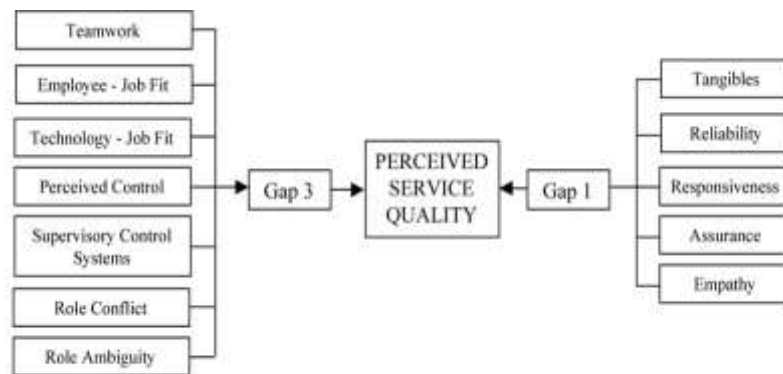 Teamwork
Employee - Job Fit
Technology - Job Fit
Perceived Control
Supervisory Control
Systems
Role Conflict
Role Ambiguity
Gap 3
PERCEIVED
SERVICE
QUALITY
Gap 1
Tangibles
Reliability
Responsiveness
Assurance
Empathy